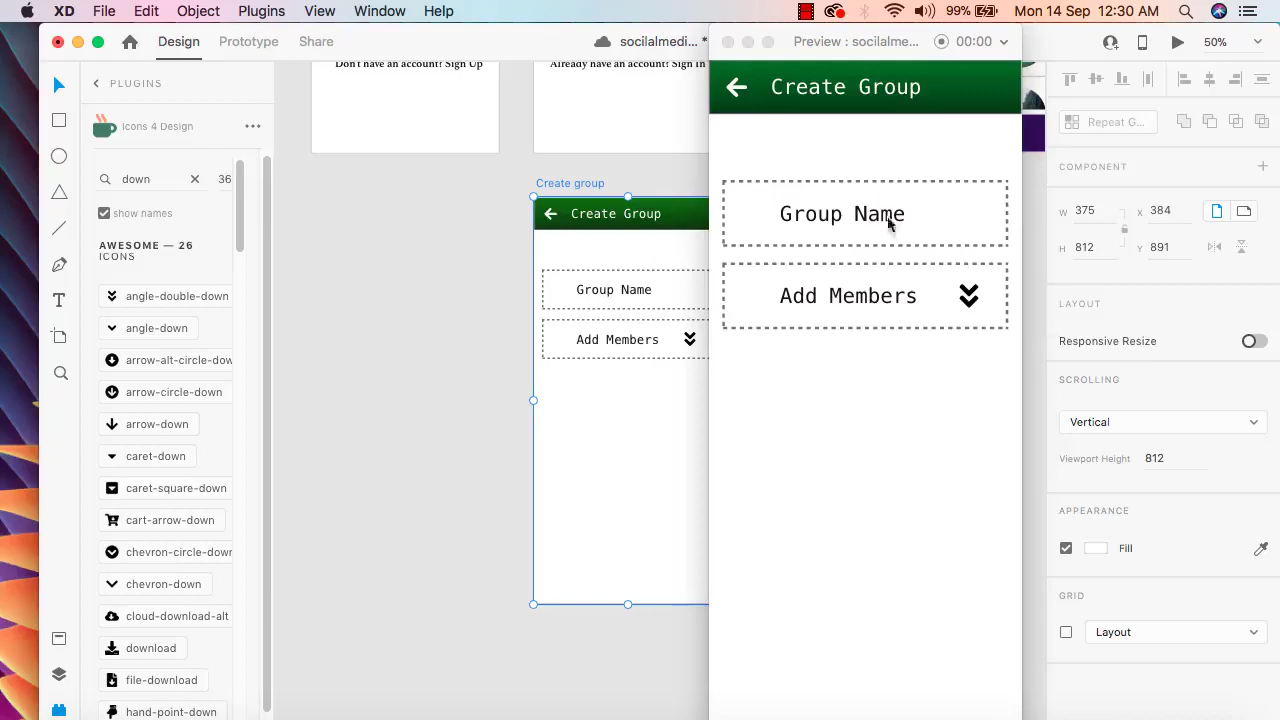 XD File Edit Object Plugins View Window Help 99% Mon 14 Sep 12:30 AM
Design Prototype Share socilalmedi... * Preview : socilalme... 00:00 50%
PLUGINS
Icons 4 Design
down 36
show names
AWESOME — 26
ICONS
angle-double-down
angle-down
arrow-alt-circle-dow
arrow-circle-down
arrow-down
caret-down
caret-square-down
cart-arrow-down
chevron-circle-down
chevron-down
cloud-download-alt
download
file-download
hand-point-down
Don't have an account? Sign Up
Already have an account? Sign In
Create group
Create Group
Group Name
Add Members
Create Group
Group Name
Add Members
Repeat G...
COMPONENT
W 375 X 384
H 812 Y 891
LAYOUT
Responsive Resize
SCROLLING
Vertical
Viewport Height 812
APPEARANCE
Fill
GRID
Layout